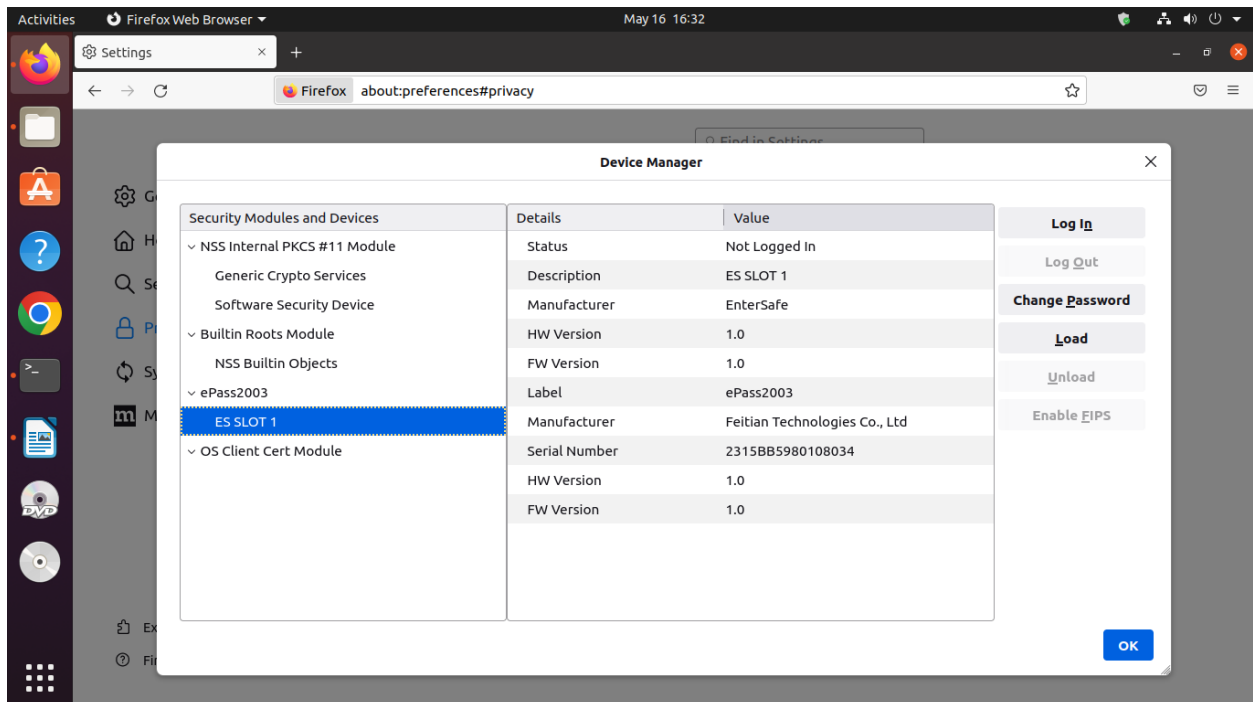 Activities
Firefox Web Browser
May 16 16:32
Settings
Firefox about:preferences#privacy
Find in Settings
Device Manager
Security Modules and Devices
Details Value
Log In
NSS Internal PKCS #11 Module
Status Not Logged In
Generic Crypto Services
Description ES SLOT 1
Log Out
Software Security Device
Manufacturer EnterSafe
Change Password
Builtin Roots Module
HW Version 1.0
Load
NSS Builtin Objects
FW Version 1.0
Unload
ePass2003
Label ePass2003
ES SLOT 1
Manufacturer Feitian Technologies Co., Ltd
Enable FIPS
OS Client Cert Module
Serial Number 2315BB5980108034
HW Version 1.0
FW Version 1.0
OK
DVD